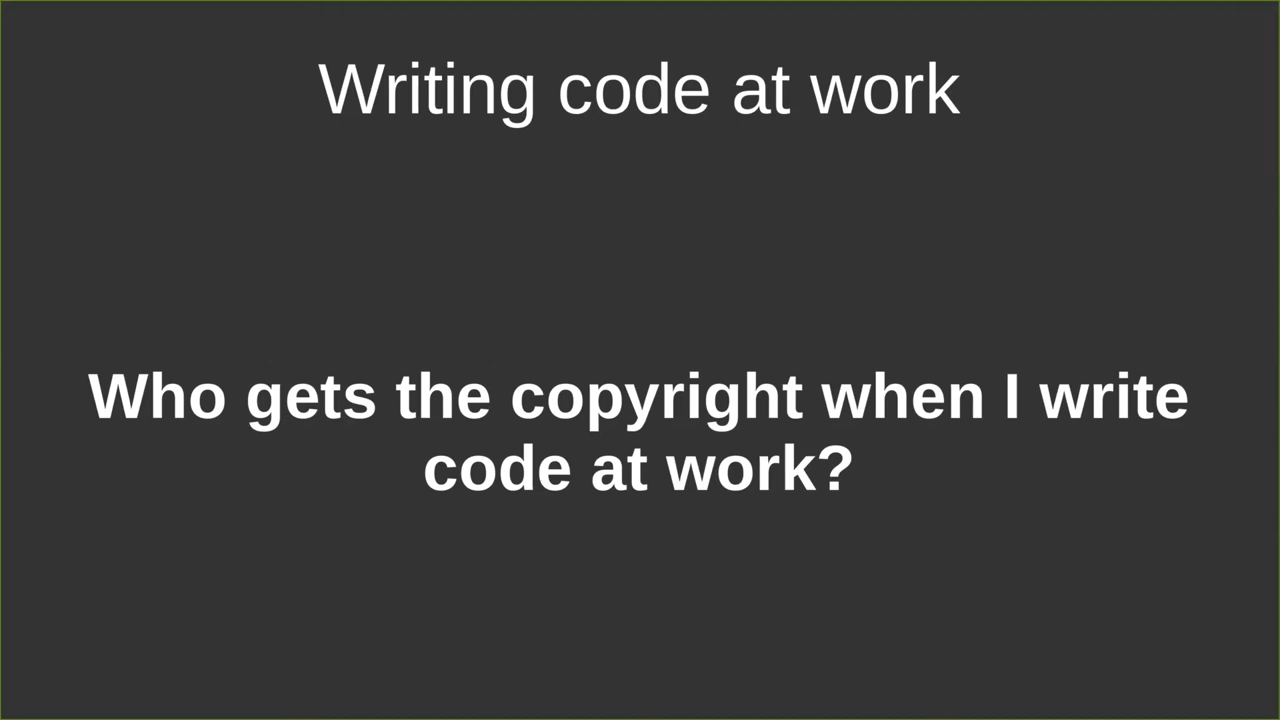 Writing code at work
Who gets the copyright when I write
code at work?